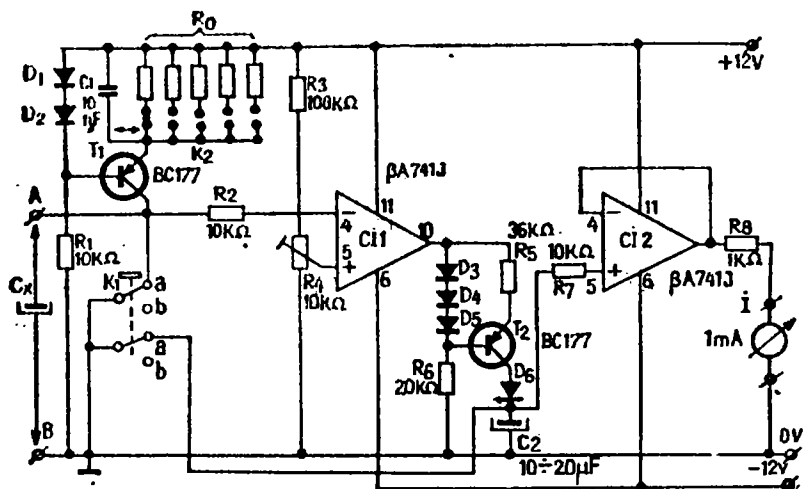 R0
+12V
D1
C1
10
µF
D2
R3
100KΩ
K2
T1
BC177
βA741J
A
R2
10KΩ
11
10
4
5
Ci1
6
36KΩ
R5
10KΩ
R7
4
5
Ci2
11
6
βA741J
R8
1KΩ
R1
10KΩ
R4
10KΩ
Cx
K1
a
b
a
b
D3
D4
D5
T2
BC177
R6
20KΩ
D6
i
1mA
B
C2
10÷20µF
0V
-12V